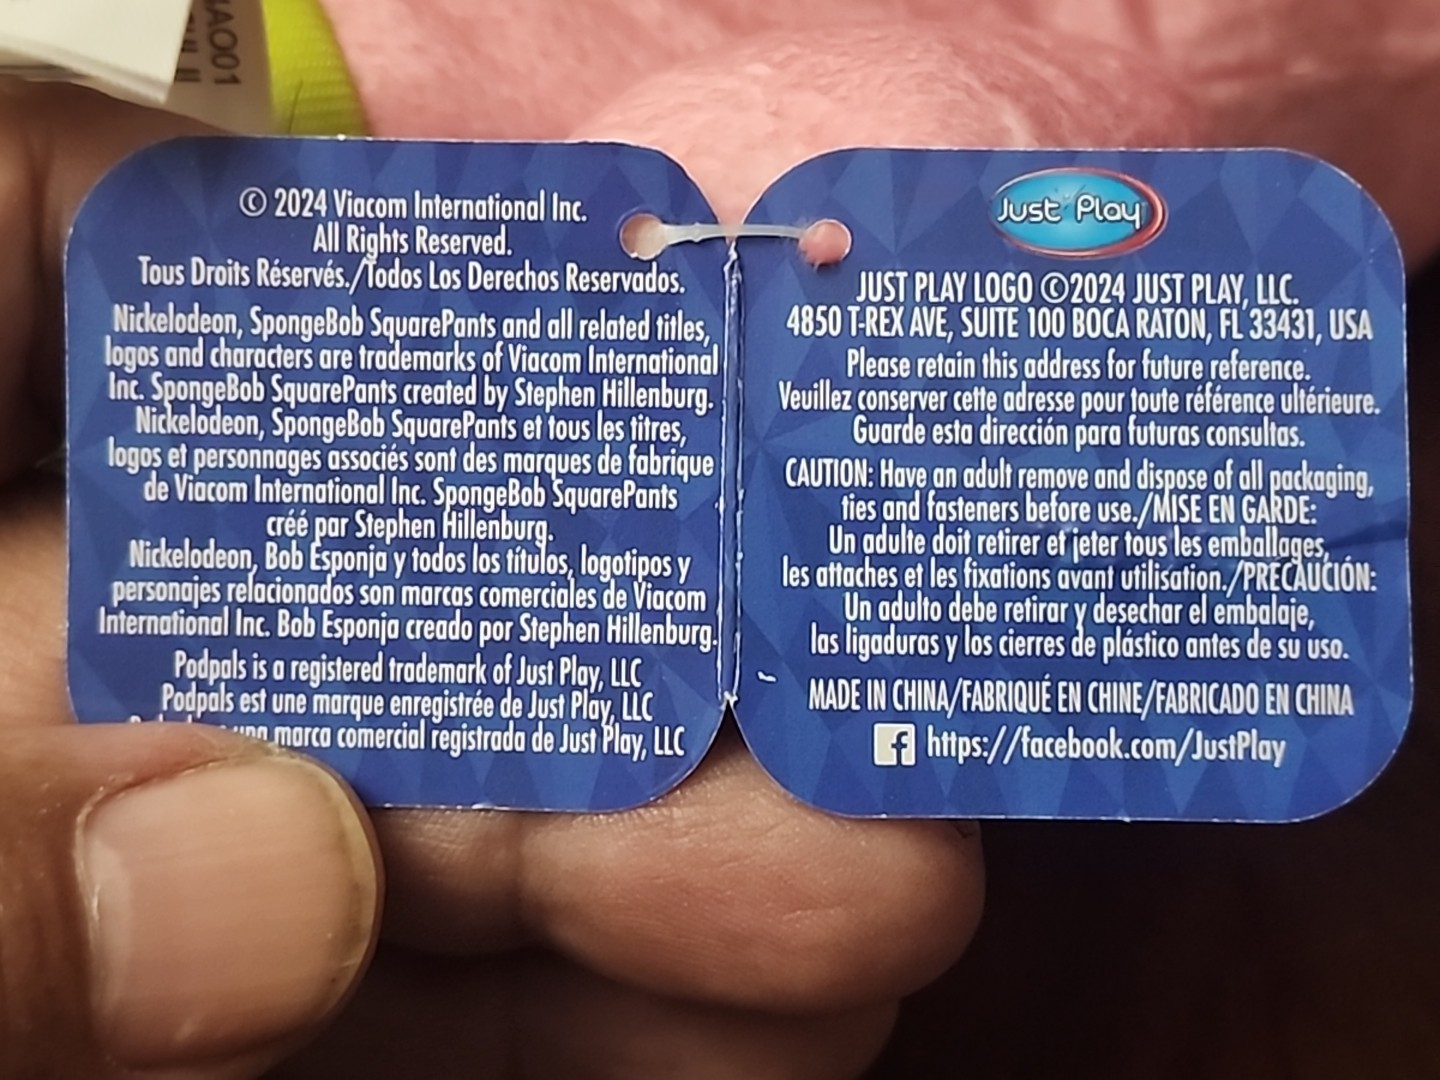 AO001
© 2024 Viacom International Inc.
All Rights Reserved.
Tous Droits Réservés./Todos Los Derechos Reservados.
Nickelodeon, SpongeBob SquarePants and all related titles,
logos and characters are trademarks of Viacom International
Inc. SpongeBob SquarePants created by Stephen Hillenburg.
Nickelodeon, SpongeBob SquarePants et tous les titres,
logos et personnages associés sont des marques de fabrique
de Viacom International Inc. SpongeBob SquarePants
créé par Stephen Hillenburg.
Nickelodeon, Bob Esponja y todos los títulos, logotipos y
personajes relacionados son marcas comerciales de Viacom
International Inc. Bob Esponja creado por Stephen Hillenburg.
Podpals is a registered trademark of Just Play, LLC
Podpals est une marque enregistrée de Just Play, LLC
una marca comercial registrada de Just Play, LLC
Just Play
JUST PLAY LOGO ©2024 JUST PLAY, LLC.
4850 T-REX AVE, SUITE 100 BOCA RATON, FL 33431, USA
Please retain this address for future reference.
Veuillez conserver cette adresse pour toute référence ultérieure.
Guarde esta dirección para futuras consultas.
CAUTION: Have an adult remove and dispose of all packaging,
ties and fasteners before use./MISE EN GARDE:
Un adulte doit retirer et jeter tous les emballages,
les attaches et les fixations avant utilisation./PRECAUCIÓN:
Un adulto debe retirar y desechar el embalaje,
las ligaduras y los cierres de plástico antes de su uso.
MADE IN CHINA/FABRIQUÉ EN CHINE/FABRICADO EN CHINA
f https://facebook.com/JustPlay